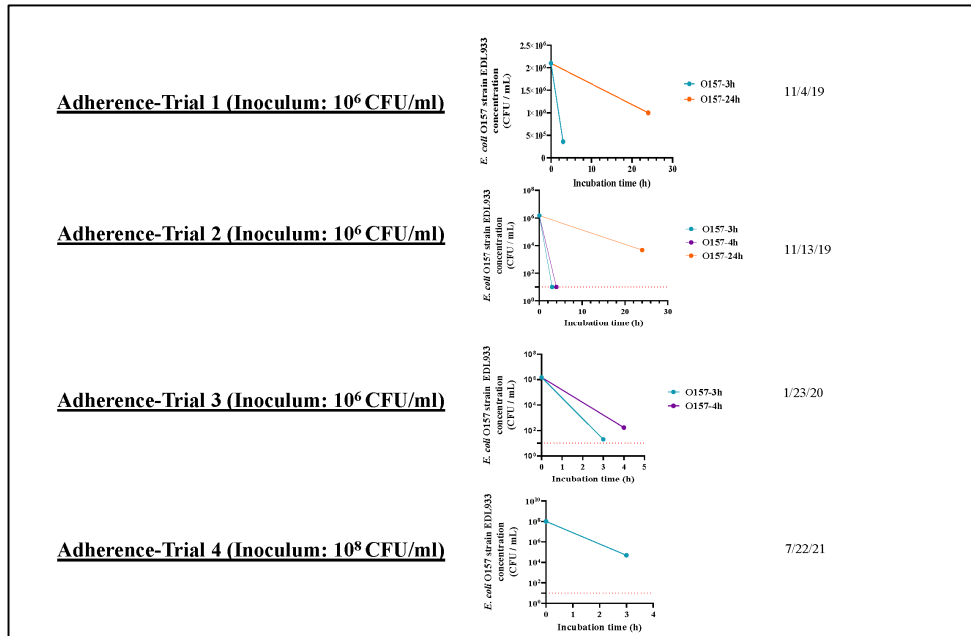 Adherence-Trial 1 (Inoculum: 10⁶ CFU/ml)
E. coli O157 strain EDL933
concentration
(CFU / mL)
2.5×10⁶
2×10⁶
1.5×10⁶
1×10⁶
5×10⁵
0
0 10 20 30
Incubation time (h)
O157-3h
O157-24h
11/4/19
Adherence-Trial 2 (Inoculum: 10⁶ CFU/ml)
E. coli O157 strain EDL933
concentration
(CFU / mL)
10⁸
10⁶
10⁴
10²
10⁰
0 10 20 30
Incubation time (h)
O157-3h
O157-4h
O157-24h
11/13/19
Adherence-Trial 3 (Inoculum: 10⁶ CFU/ml)
E. coli O157 strain EDL933
concentration
(CFU / mL)
10⁸
10⁶
10⁴
10²
10⁰
0 1 2 3 4 5
Incubation time (h)
O157-3h
O157-4h
1/23/20
Adherence-Trial 4 (Inoculum: 10⁸ CFU/ml)
E. coli O157 strain EDL933
concentration
(CFU / mL)
10¹⁰
10⁸
10⁶
10⁴
10²
10⁰
0 1 2 3 4
Incubation time (h)
7/22/21